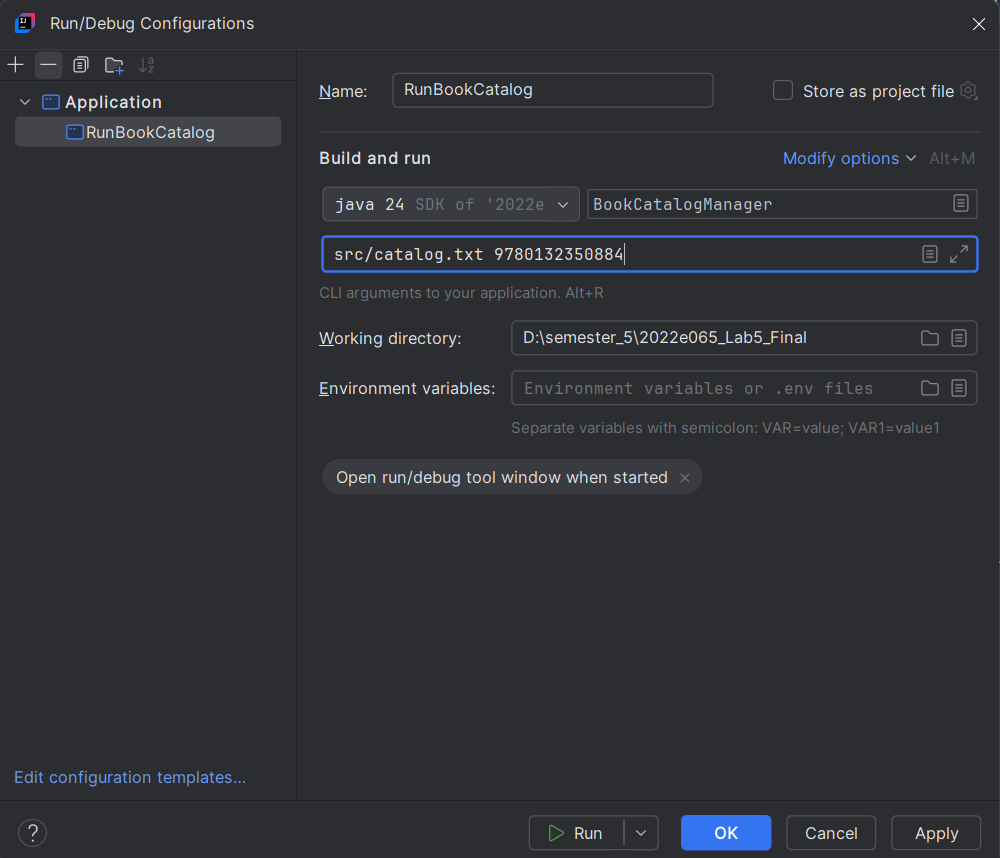 Run/Debug Configurations
Application
RunBookCatalog
Name:
RunBookCatalog
Store as project file
Build and run
Modify options
Alt+M
java 24 SDK of '2022e
BookCatalogManager
src/catalog.txt 9780132350884
CLI arguments to your application. Alt+R
Working directory:
D:\semester_5\2022e065_Lab5_Final
Environment variables:
Environment variables or .env files
Separate variables with semicolon: VAR=value; VAR1=value1
Open run/debug tool window when started
Edit configuration templates...
?
Run
OK
Cancel
Apply